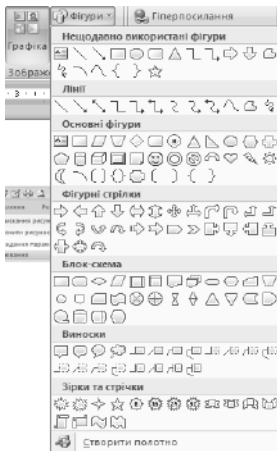 Фігури
Гіперпосилання
Графіка
Нещодавно використані фігури
Зображ
3
Лінії
Основні фігури
Фігурні стрілки
Блок-схема
Виноски
Зірки та стрічки
Створити полотно